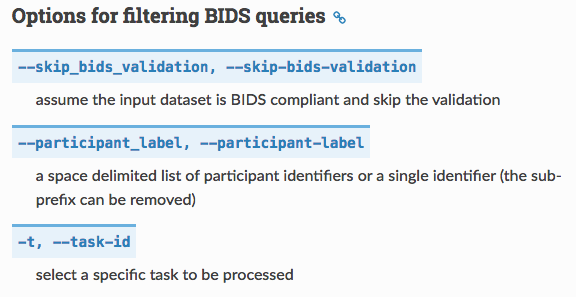 Options for filtering BIDS queries
--skip_bids_validation, --skip-bids-validation
assume the input dataset is BIDS compliant and skip the validation
--participant_label, --participant-label
a space delimited list of participant identifiers or a single identifier (the sub-
prefix can be removed)
-t, --task-id
select a specific task to be processed